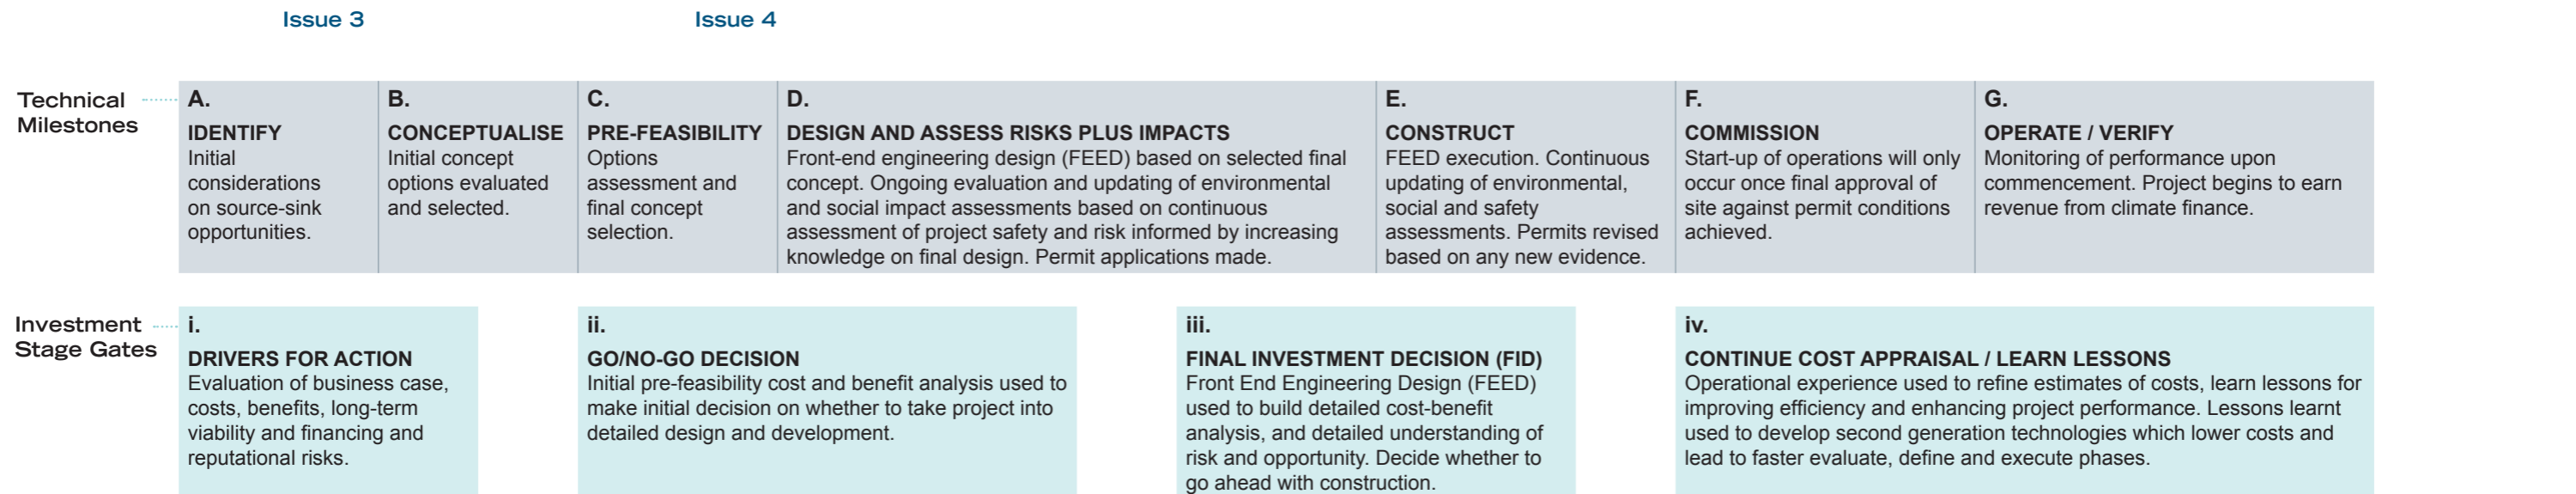 Issue 3
Issue 4
Technical
Milestones
A.
IDENTIFY
Initial
considerations
on source-sink
opportunities.
B.
CONCEPTUALISE
Initial concept
options evaluated
and selected.
C.
PRE-FEASIBILITY
Options
assessment and
final concept
selection.
D.
DESIGN AND ASSESS RISKS PLUS IMPACTS
Front-end engineering design (FEED) based on selected final
concept. Ongoing evaluation and updating of environmental
and social impact assessments based on continuous
assessment of project safety and risk informed by increasing
knowledge on final design. Permit applications made.
E.
CONSTRUCT
FEED execution. Continuous
updating of environmental,
social and safety
assessments. Permits revised
based on any new evidence.
F.
COMMISSION
Start-up of operations will only
occur once final approval of
site against permit conditions
achieved.
G.
OPERATE / VERIFY
Monitoring of performance upon
commencement. Project begins to earn
revenue from climate finance.
Investment
Stage Gates
i.
DRIVERS FOR ACTION
Evaluation of business case,
costs, benefits, long-term
viability and financing and
reputational risks.
ii.
GO/NO-GO DECISION
Initial pre-feasibility cost and benefit analysis used to
make initial decision on whether to take project into
detailed design and development.
iii.
FINAL INVESTMENT DECISION (FID)
Front End Engineering Design (FEED)
used to build detailed cost-benefit
analysis, and detailed understanding of
risk and opportunity. Decide whether to
go ahead with construction.
iv.
CONTINUE COST APPRAISAL / LEARN LESSONS
Operational experience used to refine estimates of costs, learn lessons for
improving efficiency and enhancing project performance. Lessons learnt
used to develop second generation technologies which lower costs and
lead to faster evaluate, define and execute phases.